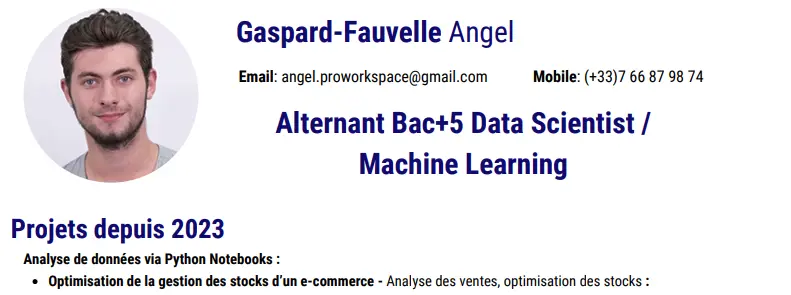 Gaspard-Fauvelle Angel
Email: angel.proworkspace@gmail.com Mobile: (+33)7 66 87 98 74
Alternant Bac+5 Data Scientist /
Machine Learning
Projets depuis 2023
Analyse de données via Python Notebooks :
• Optimisation de la gestion des stocks d'un e-commerce - Analyse des ventes, optimisation des stocks :